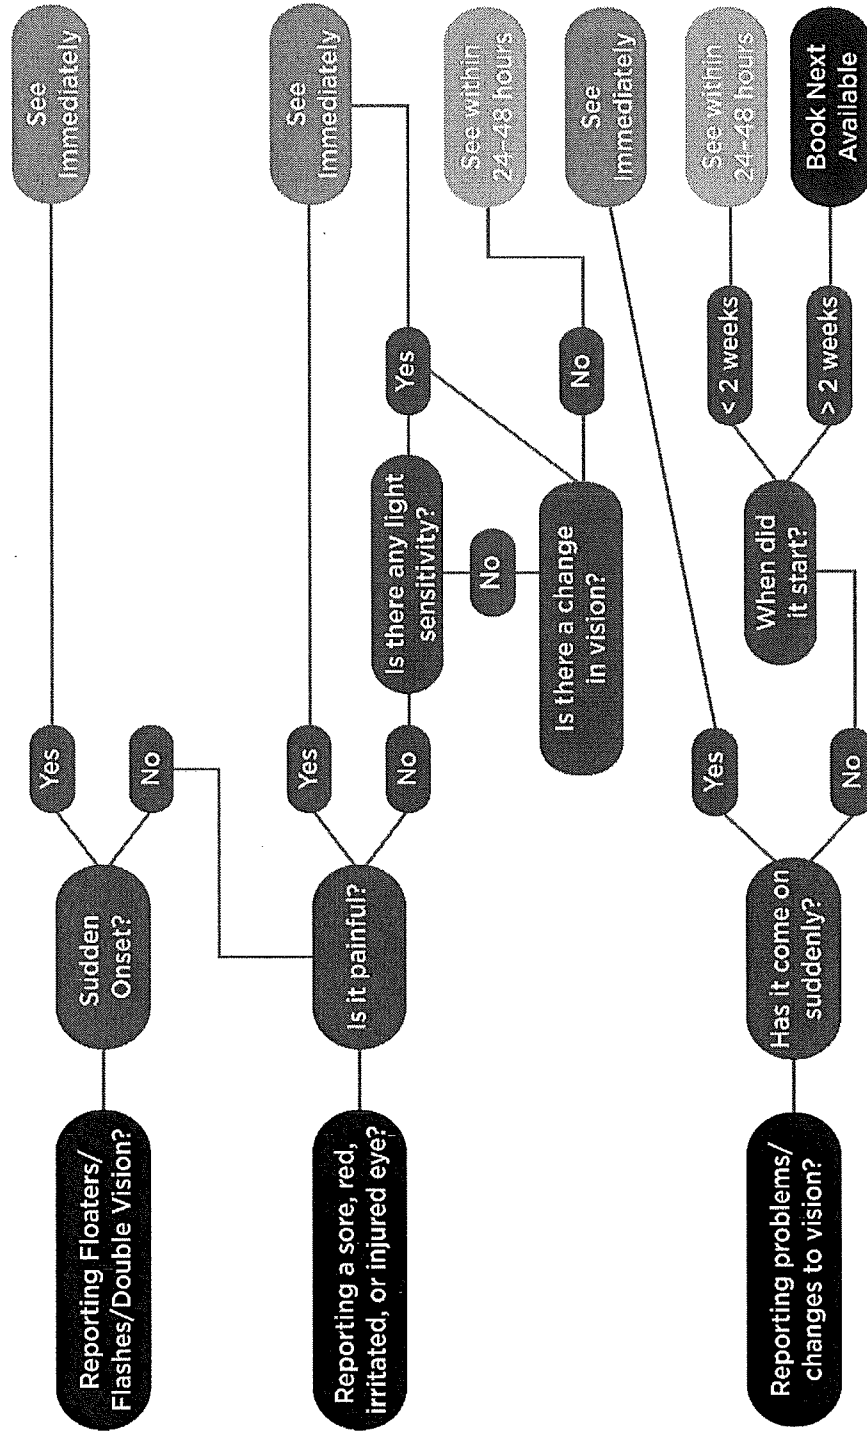 Reporting Floaters/
Flashes/Double Vision?
Sudden
Onset?
Yes
No
See
Immediately
Reporting a sore, red,
irritated, or injured eye?
Is it painful?
Yes
No
See
Immediately
Is there any light
sensitivity?
Yes
No
Is there a change
in vision?
No
See within
24-48 hours
Reporting problems/
changes to vision?
Has it come on
suddenly?
Yes
No
See
Immediately
When did
it start?
< 2 weeks
> 2 weeks
See within
24-48 hours
Book Next
Available